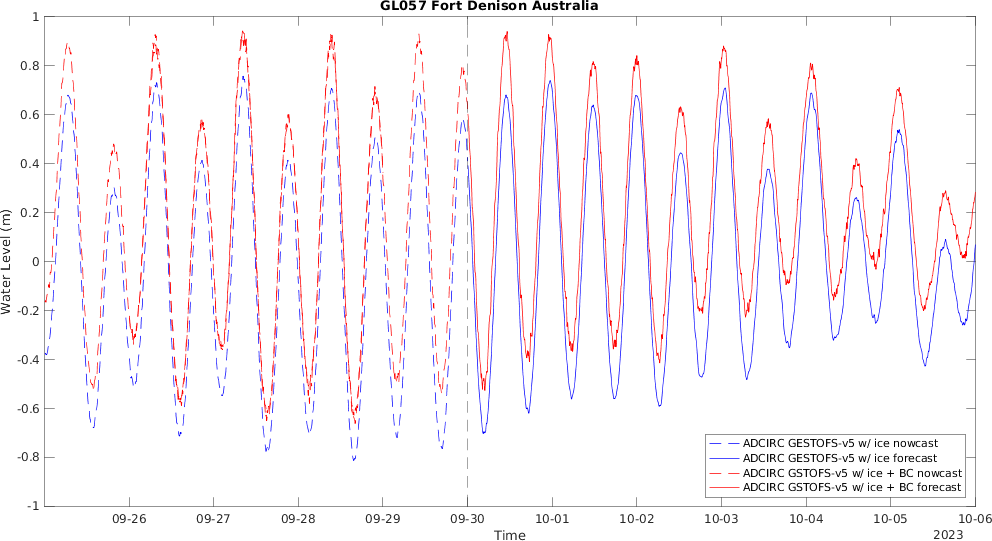 GL057 Fort Denison Australia
1
0.8
0.6
0.4
0.2
0
-0.2
-0.4
-0.6
-0.8
-1
Water Level (m)
ADCIRC GESTOFS-v5 w/ ice nowcast
ADCIRC GESTOFS-v5 w/ ice forecast
ADCIRC GSTOFS-v5 w/ ice + BC nowcast
ADCIRC GSTOFS-v5 w/ ice + BC forecast
09-26 09-27 09-28 09-29 09-30 10-01 10-02 10-03 10-04 10-05 10-06
Time
2023